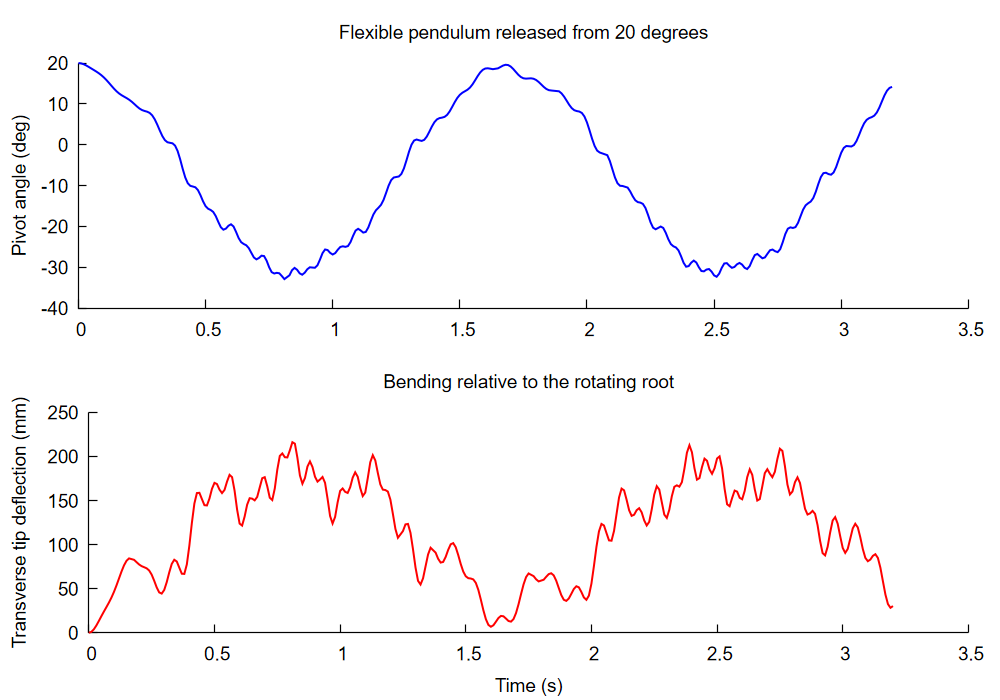 Flexible pendulum released from 20 degrees
20
10
0
-10
-20
-30
-40
Pivot angle (deg)
0 0.5 1 1.5 2 2.5 3 3.5
Bending relative to the rotating root
250
200
150
100
50
0
Transverse tip deflection (mm)
0 0.5 1 1.5 2 2.5 3 3.5
Time (s)